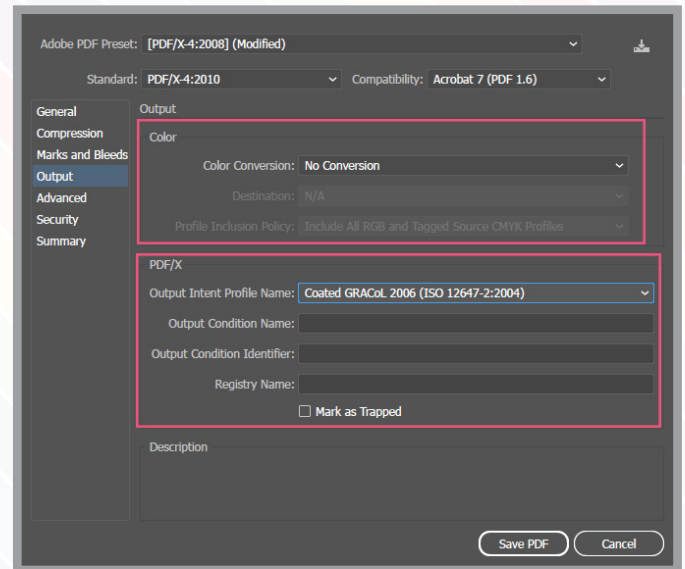 Adobe PDF Preset: [PDF/X-4:2008] (Modified)
Standard: PDF/X-4:2010 Compatibility: Acrobat 7 (PDF 1.6)
General
Compression
Marks and Bleeds
Output
Advanced
Security
Summary
Output
Color
Color Conversion: No Conversion
Destination: N/A
Profile Inclusion Policy: Include All RGB and Tagged Source CMYK Profiles
PDF/X
Output Intent Profile Name: Coated GRACoL 2006 (ISO 12647-2:2004)
Output Condition Name:
Output Condition Identifier:
Registry Name:
Mark as Trapped
Description
Save PDF Cancel